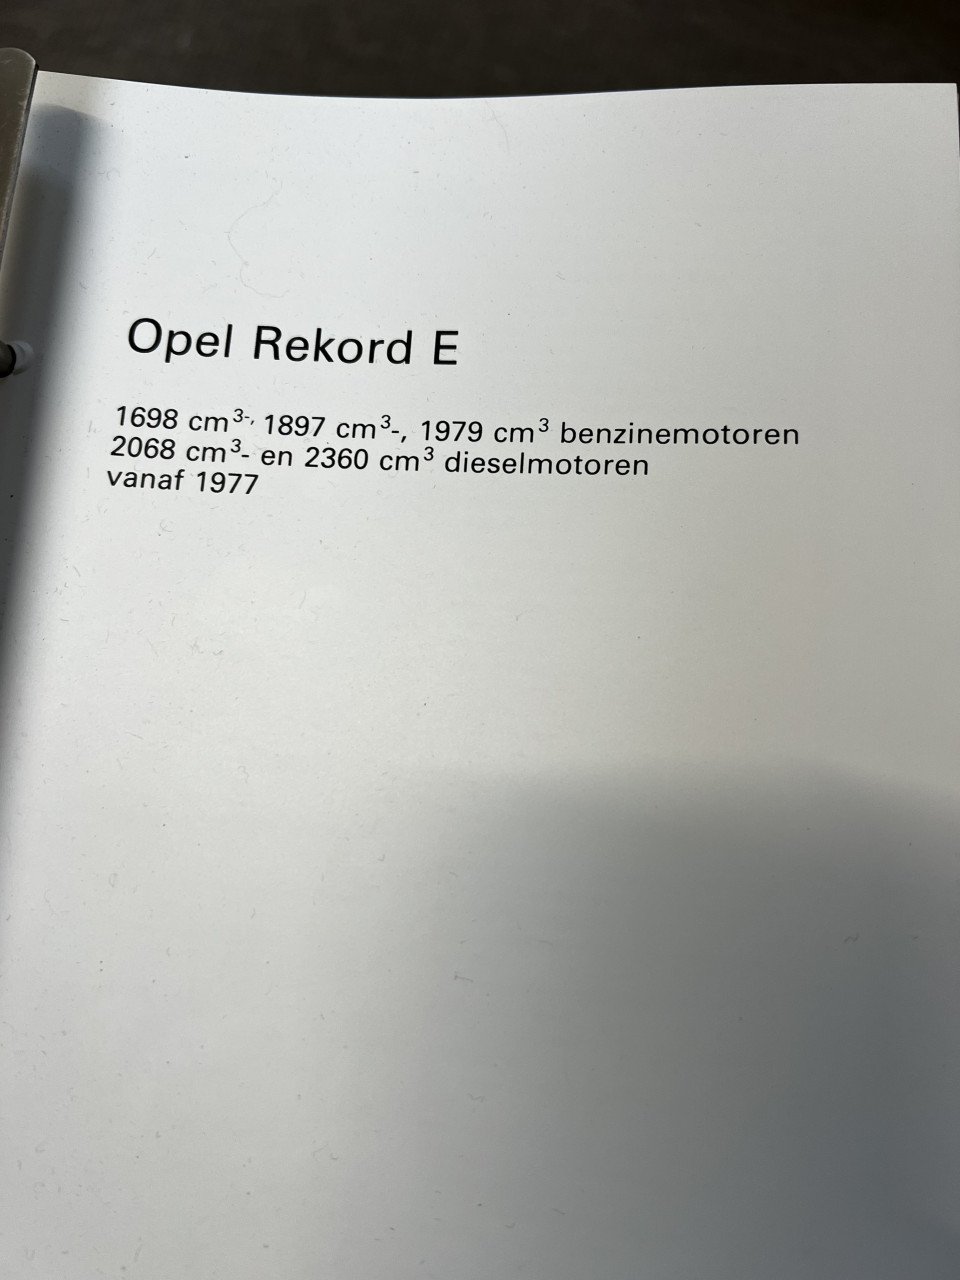 Opel Rekord E
1698 cm³-, 1897 cm³-, 1979 cm³ benzinemotoren
2068 cm³- en 2360 cm³ dieselmotoren
vanaf 1977